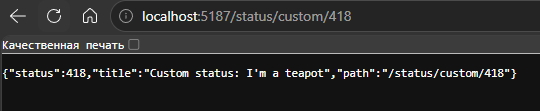 localhost:5187/status/custom/418
Качественная печать
{"status":418,"title":"Custom status: I'm a teapot","path":"/status/custom/418"}